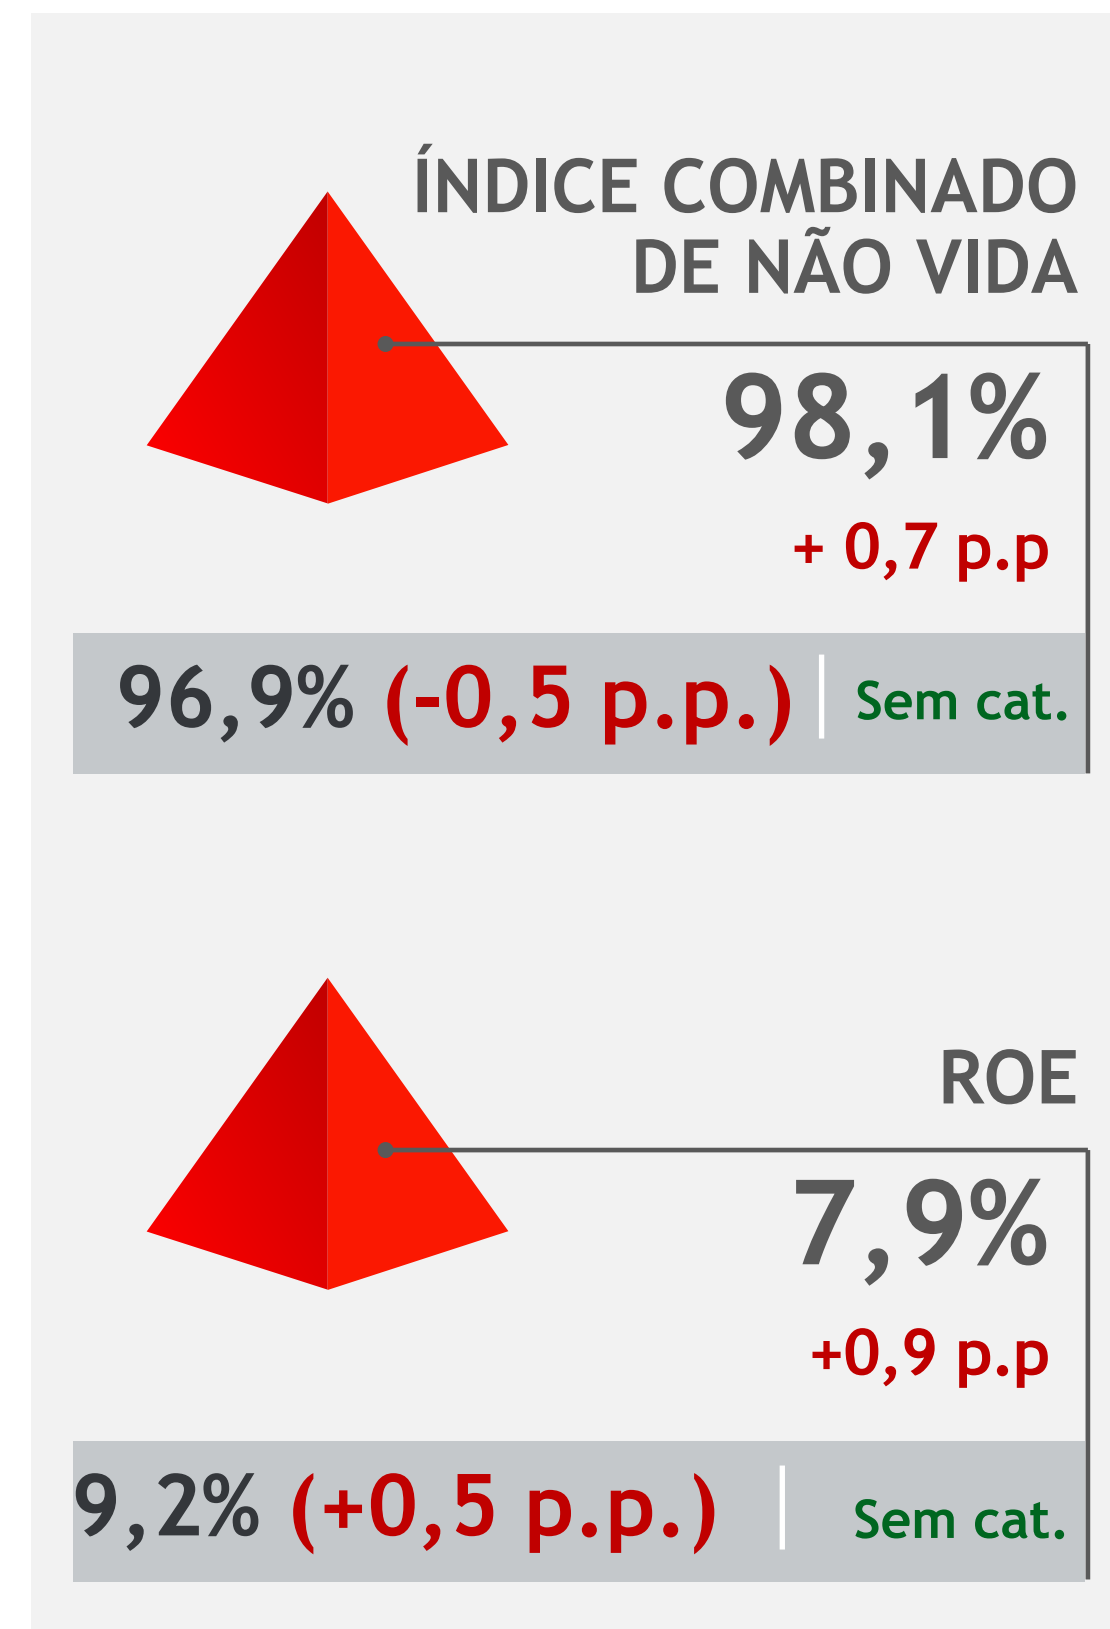 ÍNDICE COMBINADO
DE NÃO VIDA
98,1%
+ 0,7 p.p
96,9% (-0,5 p.p.) Sem cat.
ROE
7,9%
+0,9 p.p
9,2% (+0,5 p.p.) Sem cat.